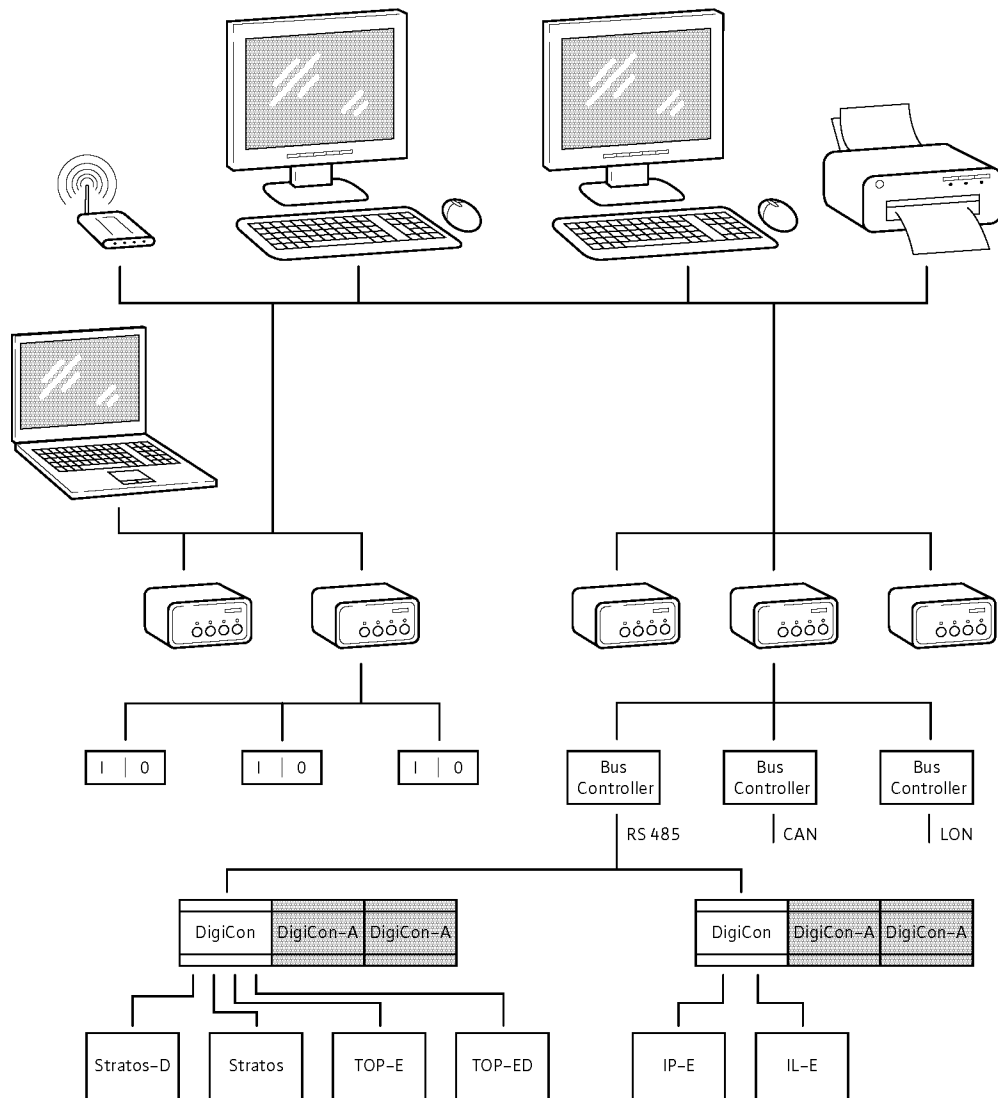 I | 0
I | 0
I | 0
Bus
Controller
Bus
Controller
Bus
Controller
RS 485
CAN
LON
DigiCon
DigiCon–A
DigiCon–A
DigiCon
DigiCon–A
DigiCon–A
Stratos–D
Stratos
TOP–E
TOP–ED
IP–E
IL–E